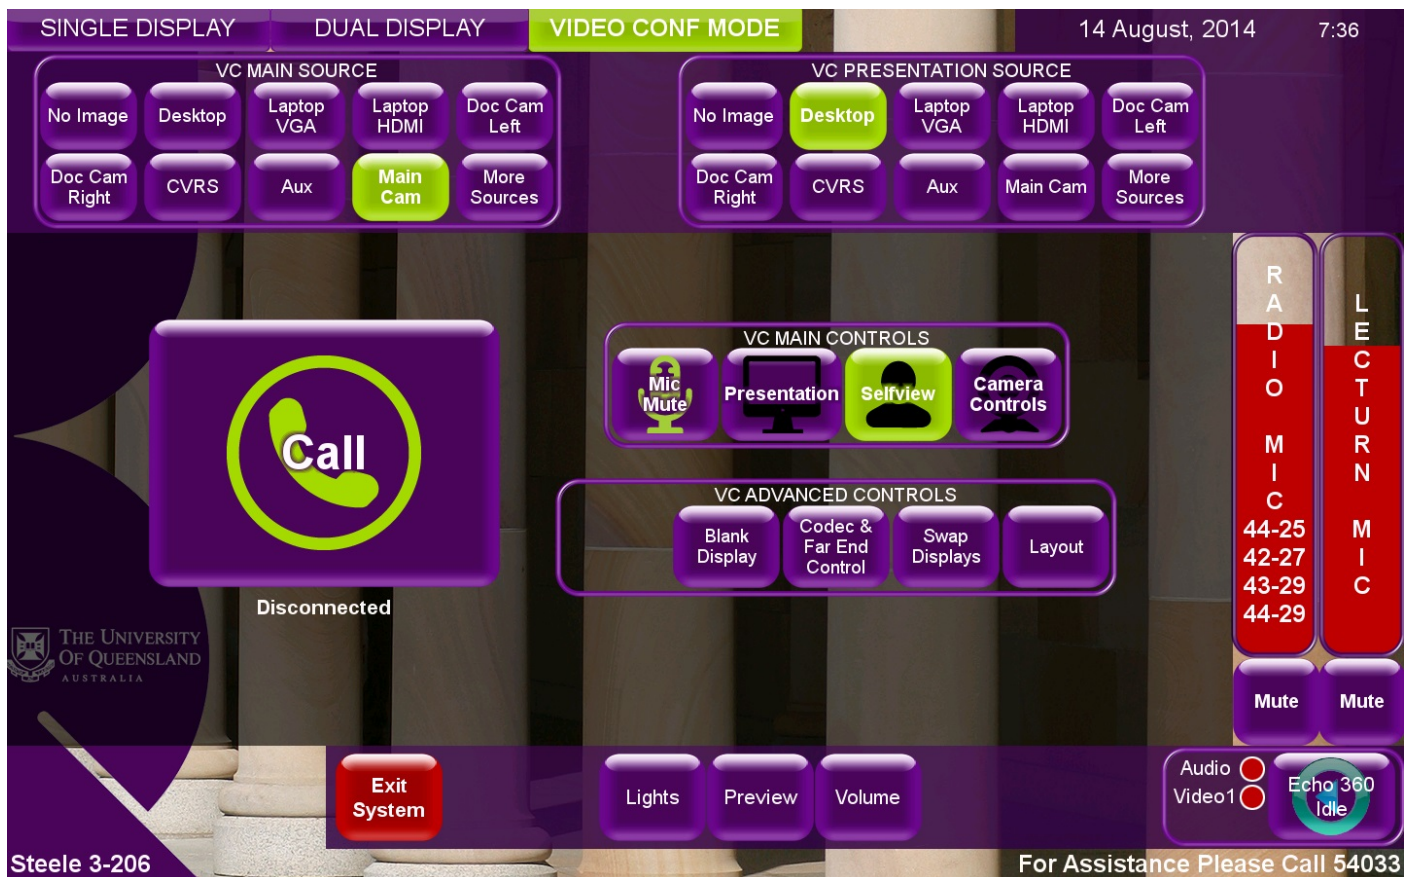 SINGLE DISPLAY
DUAL DISPLAY
VIDEO CONF MODE
14 August, 2014
7:36
VC MAIN SOURCE
No Image
Desktop
Laptop
VGA
Laptop
HDMI
Doc Cam
Left
Doc Cam
Right
CVRS
Aux
Main
Cam
More
Sources
VC PRESENTATION SOURCE
No Image
Desktop
Laptop
VGA
Laptop
HDMI
Doc Cam
Left
Doc Cam
Right
CVRS
Aux
Main Cam
More
Sources
Call
Disconnected
VC MAIN CONTROLS
Mic
Mute
Presentation
Selfview
Camera
Controls
VC ADVANCED CONTROLS
Blank
Display
Codec &
Far End
Control
Swap
Displays
Layout
RADIO MIC
44-25
42-27
43-29
44-29
LECTURN MIC
Mute
Mute
THE UNIVERSITY
OF QUEENSLAND
AUSTRALIA
Exit
System
Lights
Preview
Volume
Audio
Video1
Echo 360
Idle
Steele 3-206
For Assistance Please Call 54033